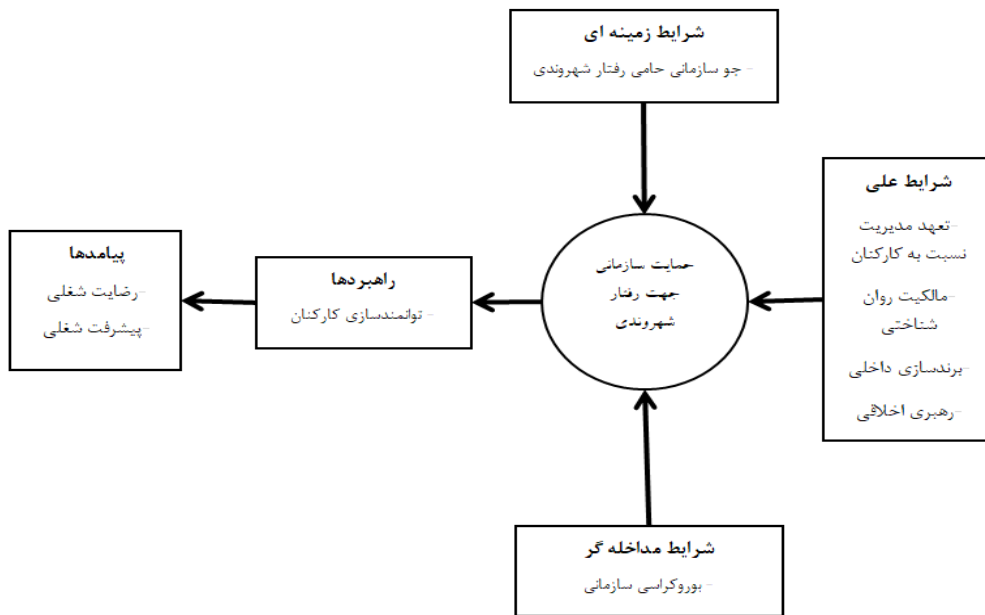 شرایط زمینه ای
- جو سازمانی حامی رفتار شهروندی
شرایط علی
-تعهد مدیریت
نسبت به کارکنان
-مالکیت روان
شناختی
-برندسازی داخلی
-رهبری اخلاقی
حمایت سازمانی
جهت رفتار
شهروندی
راهبردها
- توانمندسازی کارکنان
پیامدها
-رضایت شغلی
-پیشرفت شغلی
شرایط مداخله گر
- بوروکراسی سازمانی